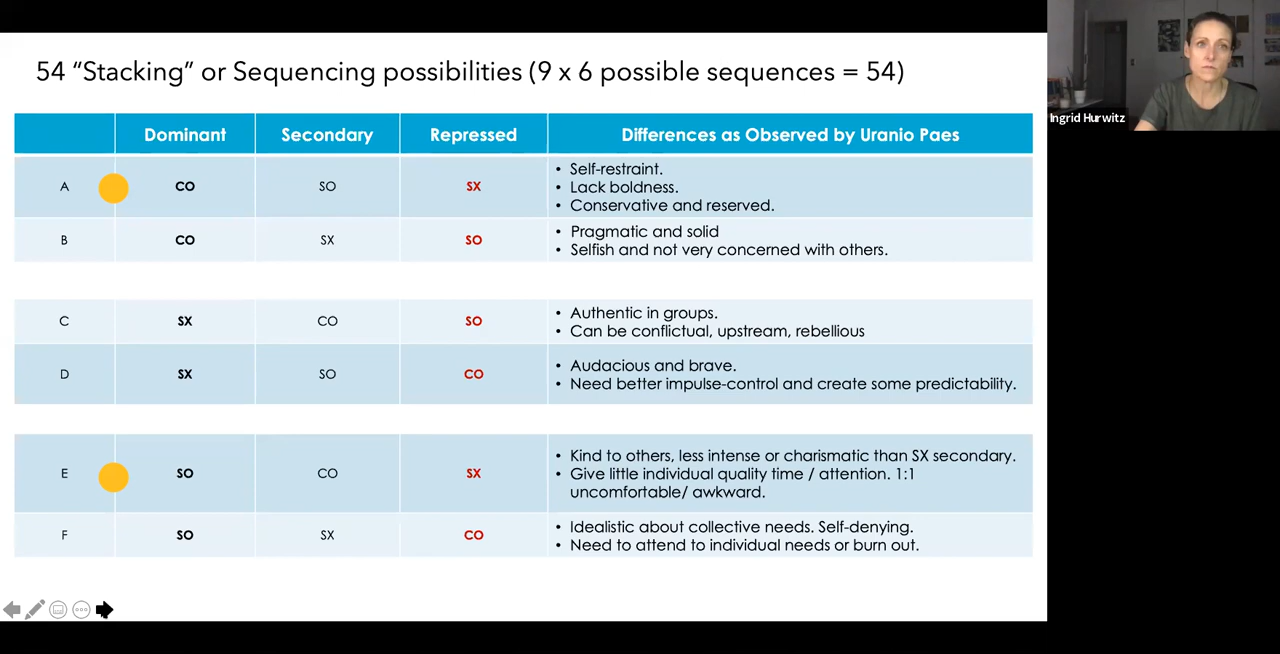 54 “Stacking” or Sequencing possibilities (9 x 6 possible sequences = 54)
Dominant Secondary Repressed Differences as Observed by Uranio Paes
A CO SO SX
• Self-restraint.
• Lack boldness.
• Conservative and reserved.
B CO SX SO
• Pragmatic and solid
• Selfish and not very concerned with others.
C SX CO SO
• Authentic in groups.
• Can be conflictual, upstream, rebellious
D SX SO CO
• Audacious and brave.
• Need better impulse-control and create some predictability.
E SO CO SX
• Kind to others, less intense or charismatic than SX secondary.
• Give little individual quality time / attention. 1:1
uncomfortable/ awkward.
F SO SX CO
• Idealistic about collective needs. Self-denying.
• Need to attend to individual needs or burn out.
Ingrid Hurwitz